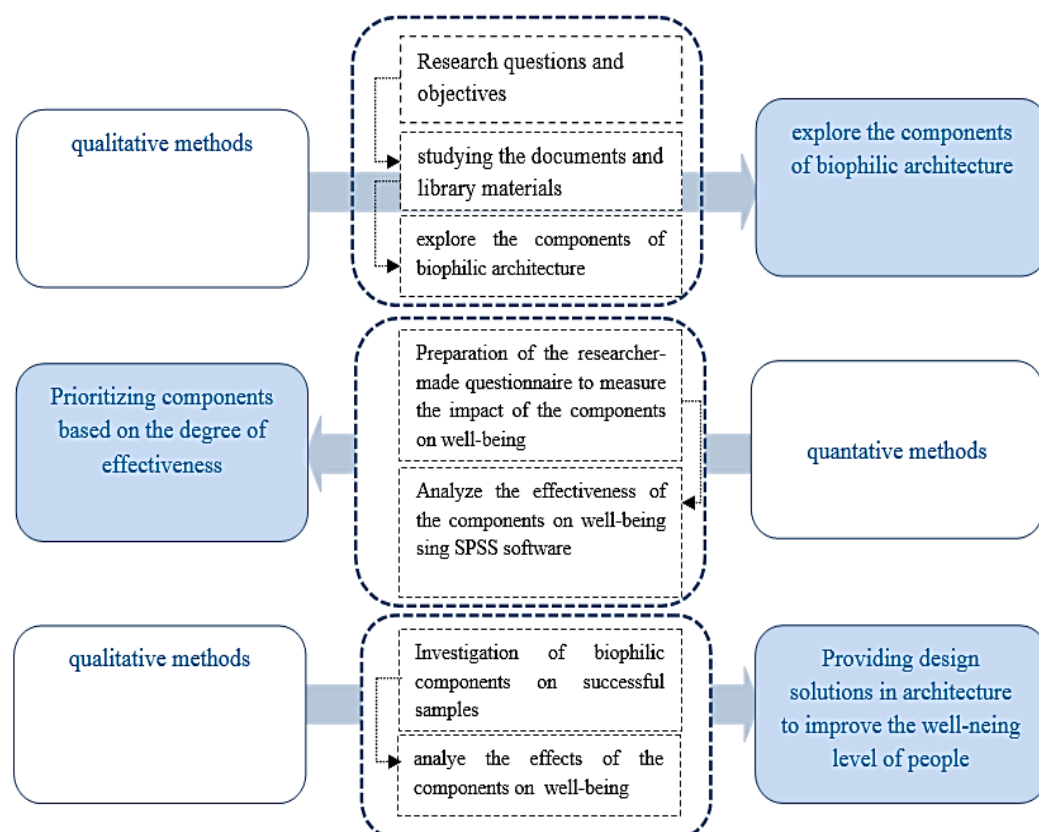 qualitative methods
Research questions and
objectives
studying the documents and
library materials
explore the components of
biophilic architecture
explore the components
of biophilic architecture
Prioritizing components
based on the degree of
effectiveness
Preparation of the researcher-
made questionnaire to measure
the impact of the components
on well-being
Analyze the effectiveness of
the components on well-being
sing SPSS software
quantative methods
qualitative methods
Investigation of biophilic
components on successful
samples
analye the effects of the
components on well-being
Providing design
solutions in architecture
to improve the well-neing
level of people